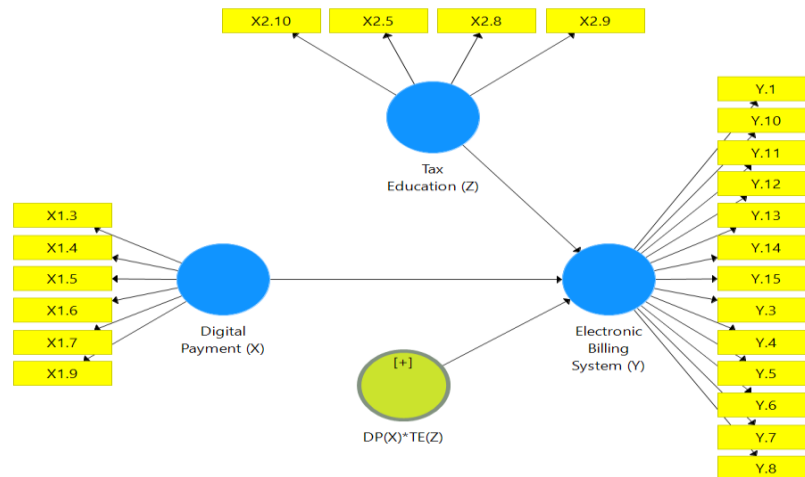 X2.10
X2.5
X2.8
X2.9
Tax
Education (Z)
X1.3
X1.4
X1.5
X1.6
X1.7
X1.9
Digital
Payment (X)
[+]
DP(X)*TE(Z)
Electronic
Billing
System (Y)
Y.1
Y.10
Y.11
Y.12
Y.13
Y.14
Y.15
Y.3
Y.4
Y.5
Y.6
Y.7
Y.8